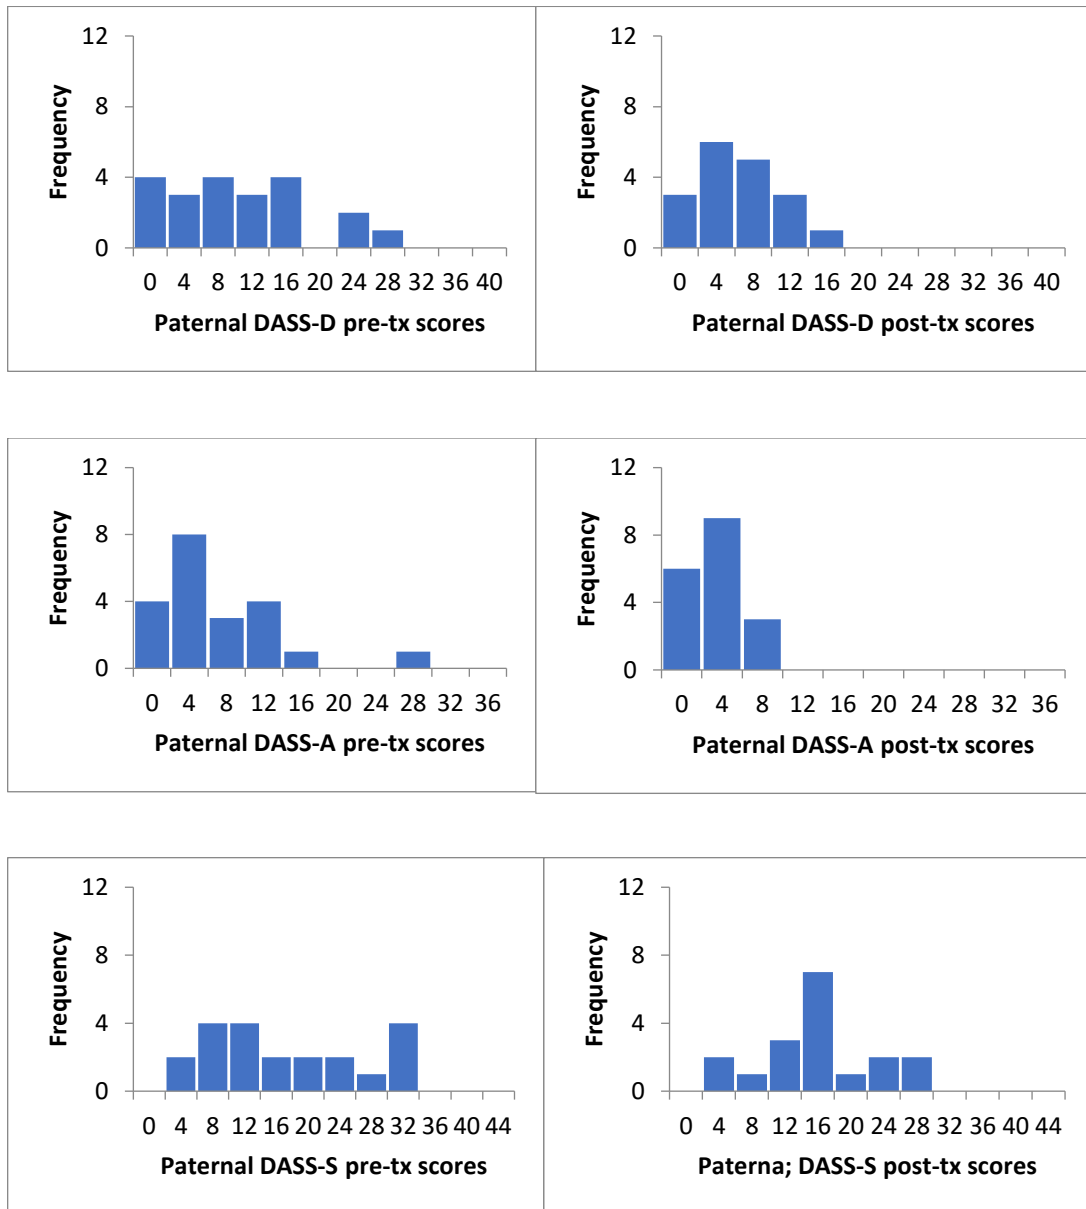 12
8
4
0
Frequency
0 4 8 12 16 20 24 28 32 36 40
Paternal DASS-D pre-tx scores
12
8
4
0
Frequency
0 4 8 12 16 20 24 28 32 36 40
Paternal DASS-D post-tx scores
12
8
4
0
Frequency
0 4 8 12 16 20 24 28 32 36
Paternal DASS-A pre-tx scores
12
8
4
0
Frequency
0 4 8 12 16 20 24 28 32 36
Paternal DASS-A post-tx scores
12
8
4
0
Frequency
0 4 8 12 16 20 24 28 32 36 40 44
Paternal DASS-S pre-tx scores
12
8
4
0
Frequency
0 4 8 12 16 20 24 28 32 36 40 44
Paterna; DASS-S post-tx scores